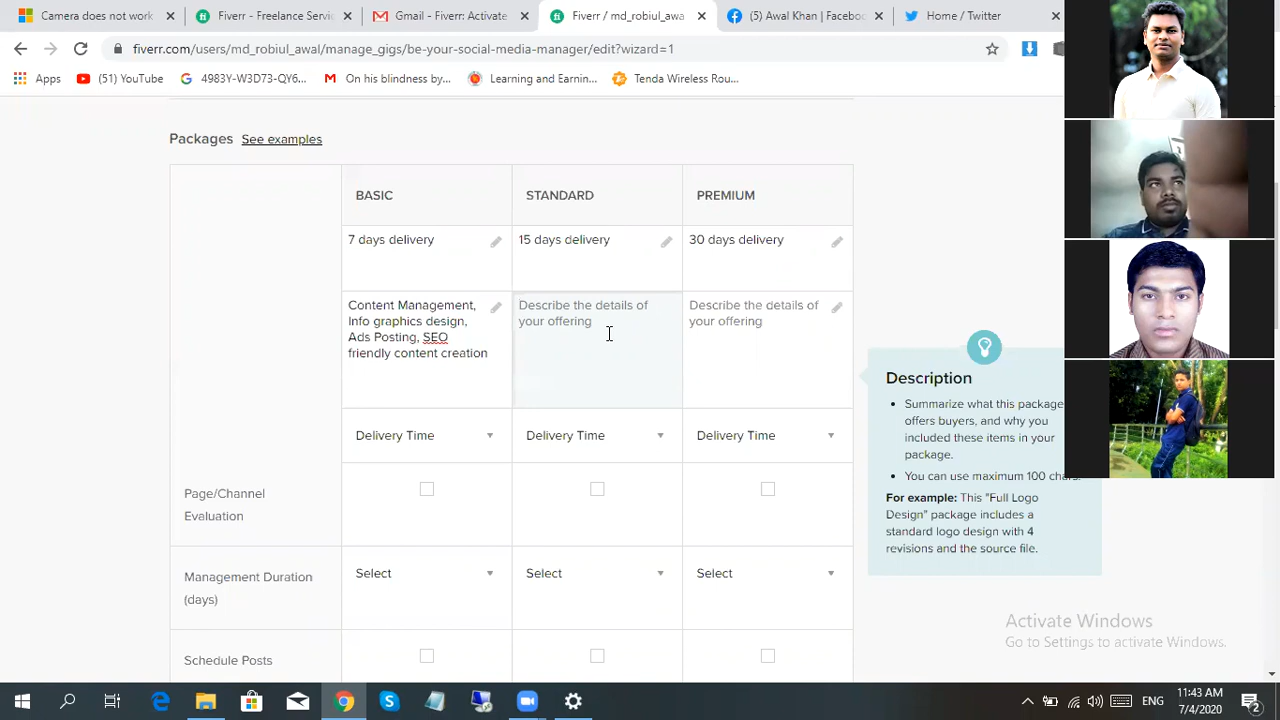 Camera does not work
Fiverr - Freelance Servi
Gmail - Fiverr: Activate
Fiverr / md_robiul_awa
(5) Awal Khan | Facebo
Home / Twitter
fiverr.com/users/md_robiul_awal/manage_gigs/be-your-social-media-manager/edit?wizard=1
Apps
(51) YouTube
4983Y-W3D73-QY6...
On his blindness by...
Learning and Earnin...
Tenda Wireless Rou...
Packages See examples
BASIC STANDARD PREMIUM
7 days delivery 15 days delivery 30 days delivery
Content Management, Describe the details of Describe the details of
Info graphics design, your offering your offering
Ads Posting, SEO
friendly content creation
Description
Summarize what this package
offers buyers, and why you
included these items in your
package.
You can use maximum 100 chars.
For example: This "Full Logo
Design" package includes a
standard logo design with 4
revisions and the source file.
Delivery Time Delivery Time Delivery Time
Page/Channel
Evaluation
Management Duration Select Select Select
(days)
Schedule Posts
Activate Windows
Go to Settings to activate Windows.
ENG
11:43 AM
7/4/2020
2